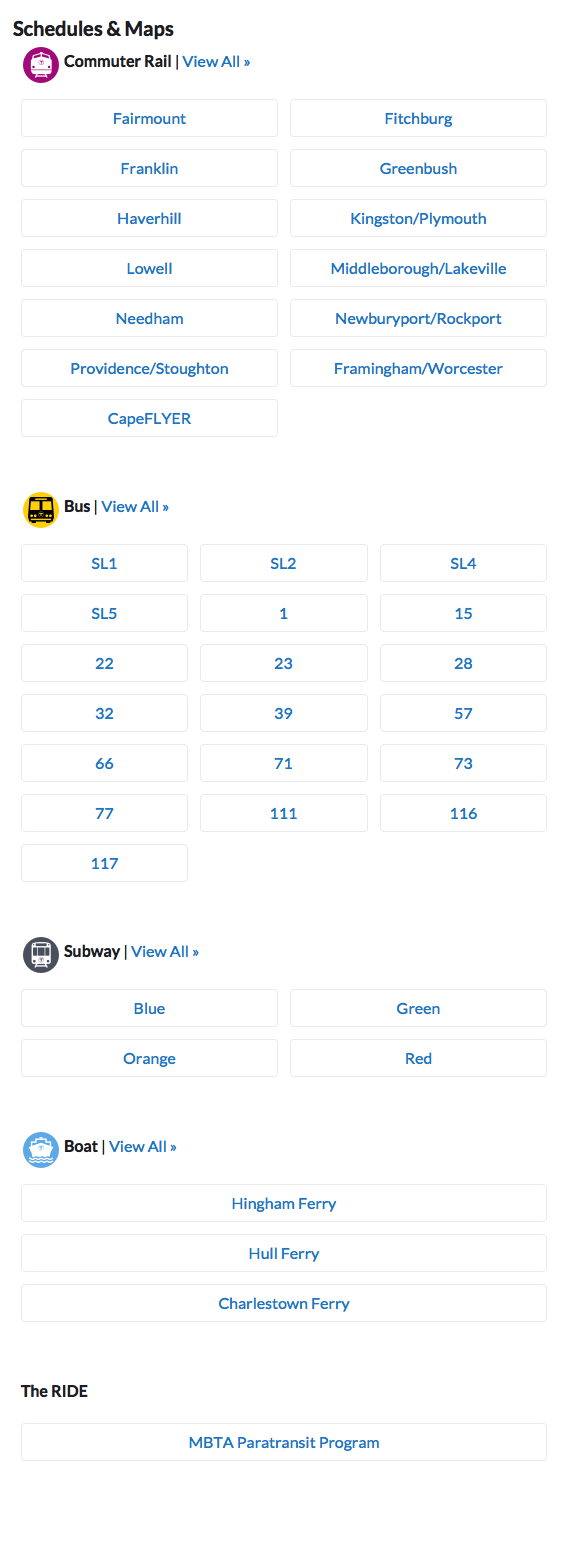 Schedules & Maps
Commuter Rail | View All »
Fairmount Fitchburg
Franklin Greenbush
Haverhill Kingston/Plymouth
Lowell Middleborough/Lakeville
Needham Newburyport/Rockport
Providence/Stoughton Framingham/Worcester
CapeFLYER
Bus | View All »
SL1 SL2 SL4
SL5 1 15
22 23 28
32 39 57
66 71 73
77 111 116
117
Subway | View All »
Blue Green
Orange Red
Boat | View All »
Hingham Ferry
Hull Ferry
Charlestown Ferry
The RIDE
MBTA Paratransit Program